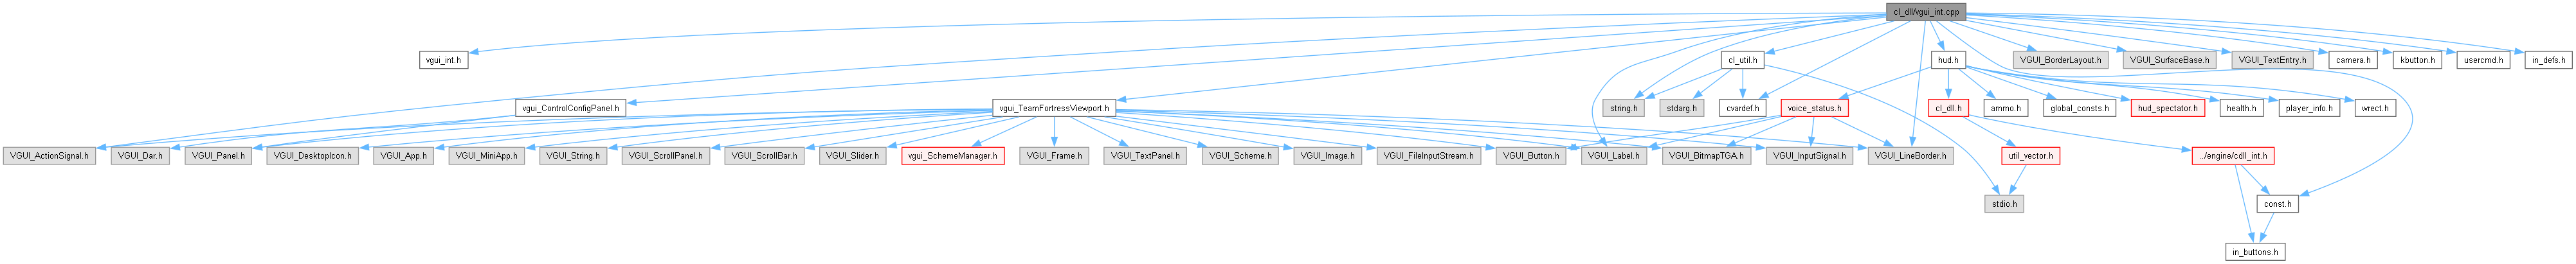 cl_dll/vgui_int.cpp
vgui_int.h
cl_util.h
hud.h
VGUI_BorderLayout.h
VGUI_SurfaceBase.h
VGUI_TextEntry.h
camera.h
kbutton.h
usercmd.h
in_defs.h
vgui_ControlConfigPanel.h
vgui_TeamFortressViewport.h
string.h
stdarg.h
cvardef.h
voice_status.h
cl_dll.h
ammo.h
global_consts.h
hud_spectator.h
health.h
player_info.h
wrect.h
VGUI_ActionSignal.h
VGUI_Dar.h
VGUI_Panel.h
VGUI_DesktopIcon.h
VGUI_App.h
VGUI_MiniApp.h
VGUI_String.h
VGUI_ScrollPanel.h
VGUI_ScrollBar.h
VGUI_Slider.h
vgui_SchemeManager.h
VGUI_Frame.h
VGUI_TextPanel.h
VGUI_Scheme.h
VGUI_Image.h
VGUI_FileInputStream.h
VGUI_Button.h
VGUI_Label.h
VGUI_BitmapTGA.h
VGUI_InputSignal.h
VGUI_LineBorder.h
util_vector.h
../engine/cdll_int.h
stdio.h
const.h
in_buttons.h